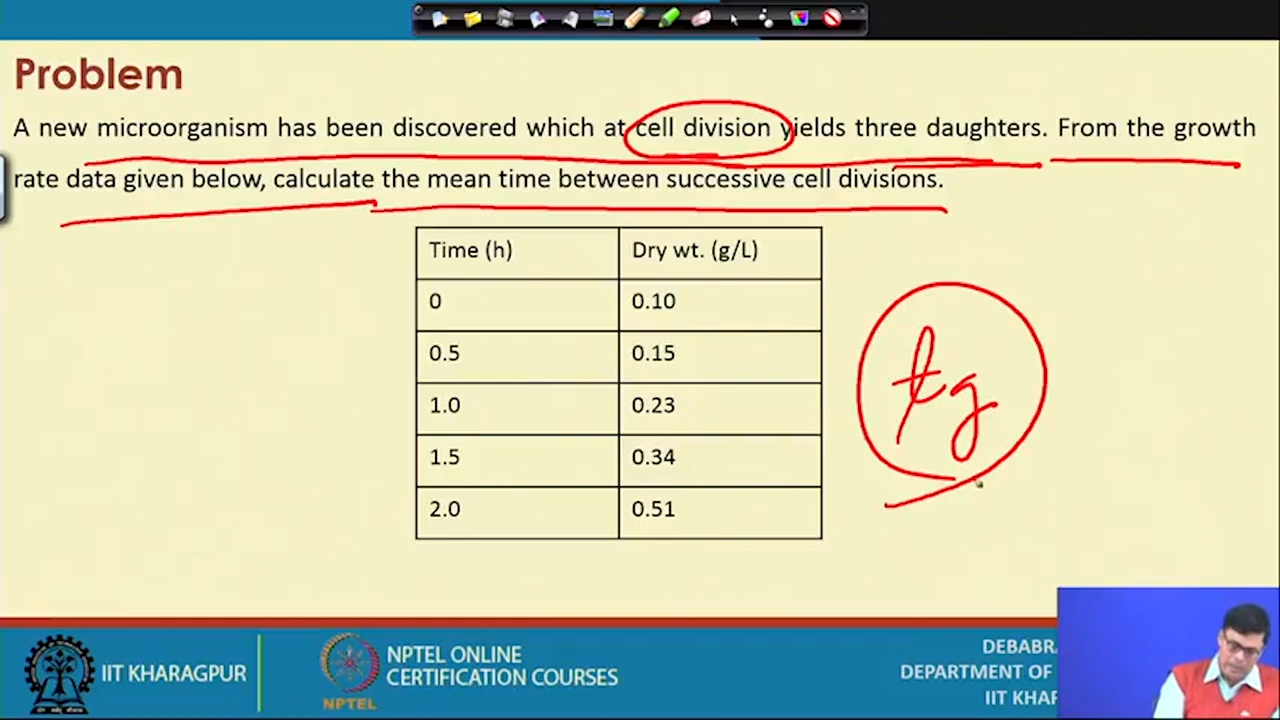 Problem
A new microorganism has been discovered which at cell division yields three daughters. From the growth
rate data given below, calculate the mean time between successive cell divisions.
Time (h) Dry wt. (g/L)
0 0.10
0.5 0.15
1.0 0.23
1.5 0.34
2.0 0.51
tg
IIT KHARAGPUR
NPTEL
NPTEL ONLINE
CERTIFICATION COURSES
DEPARTMENT OF